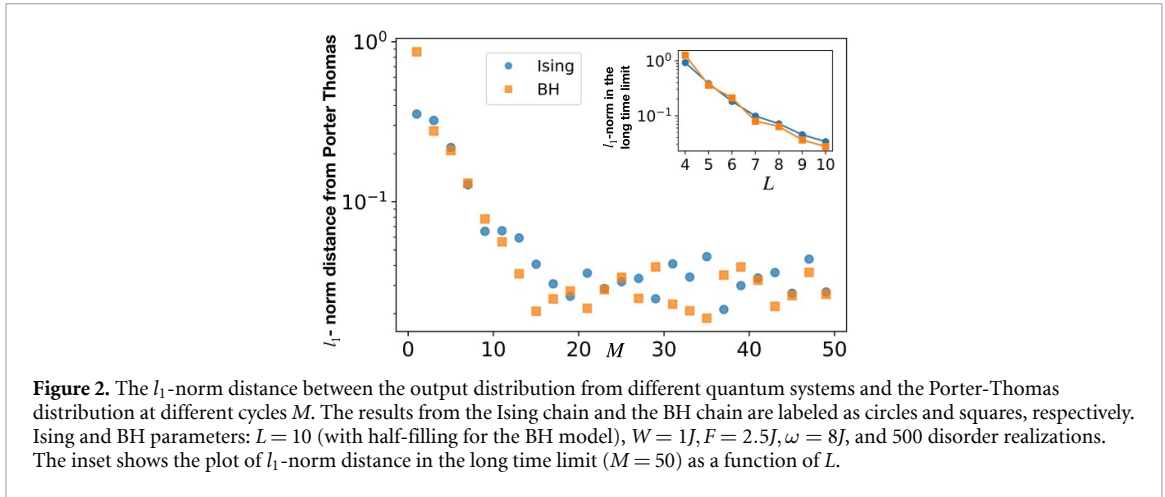 l₁- norm distance from Porter Thomas
10⁰
10⁻¹
Ising
BH
l₁-norm in the
long time limit
10⁰
10⁻¹
4 5 6 7 8 9 10
L
0 10 20 M 30 40 50
Figure 2. The l₁-norm distance between the output distribution from different quantum systems and the Porter-Thomas
distribution at different cycles M. The results from the Ising chain and the BH chain are labeled as circles and squares, respectively.
Ising and BH parameters: L = 10 (with half-filling for the BH model), W = 1J, F = 2.5J, ω = 8J, and 500 disorder realizations.
The inset shows the plot of l₁-norm distance in the long time limit (M = 50) as a function of L.